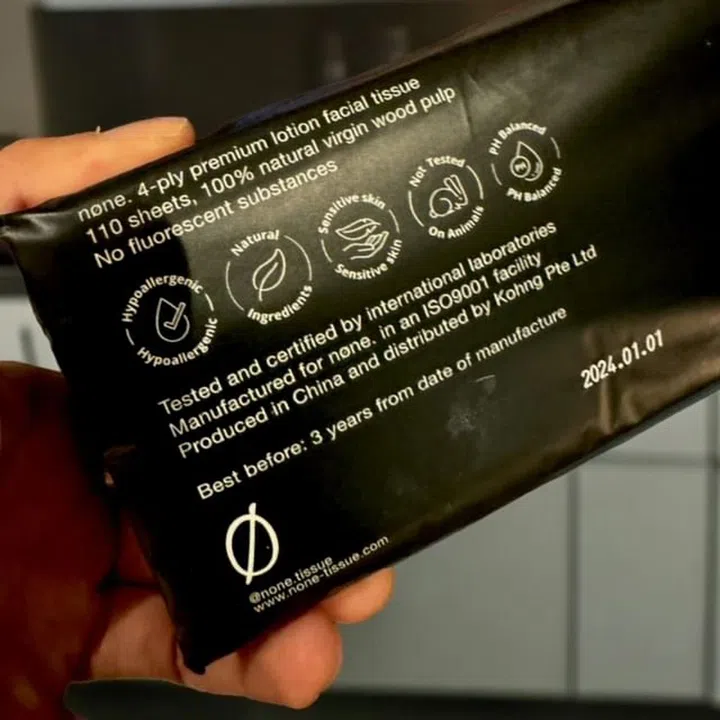 nøne. 4-ply premium lotion facial tissue
110 sheets, 100% natural virgin wood pulp
No fluorescent substances
Hypoallergenic
Hypoallergenic
Natural
Ingredients
Sensitive skin
Sensitive skin
Not Tested
On Animals
PH Balanced
PH
PH Balanced
Tested and certified by international laboratories
Manufactured for nøne. in an ISO9001 facility
Produced in China and distributed by Kohng Pte Ltd
Best before: 3 years from date of manufacture
2024.01.01
Ø
@none.tissue
www.none-tissue.com